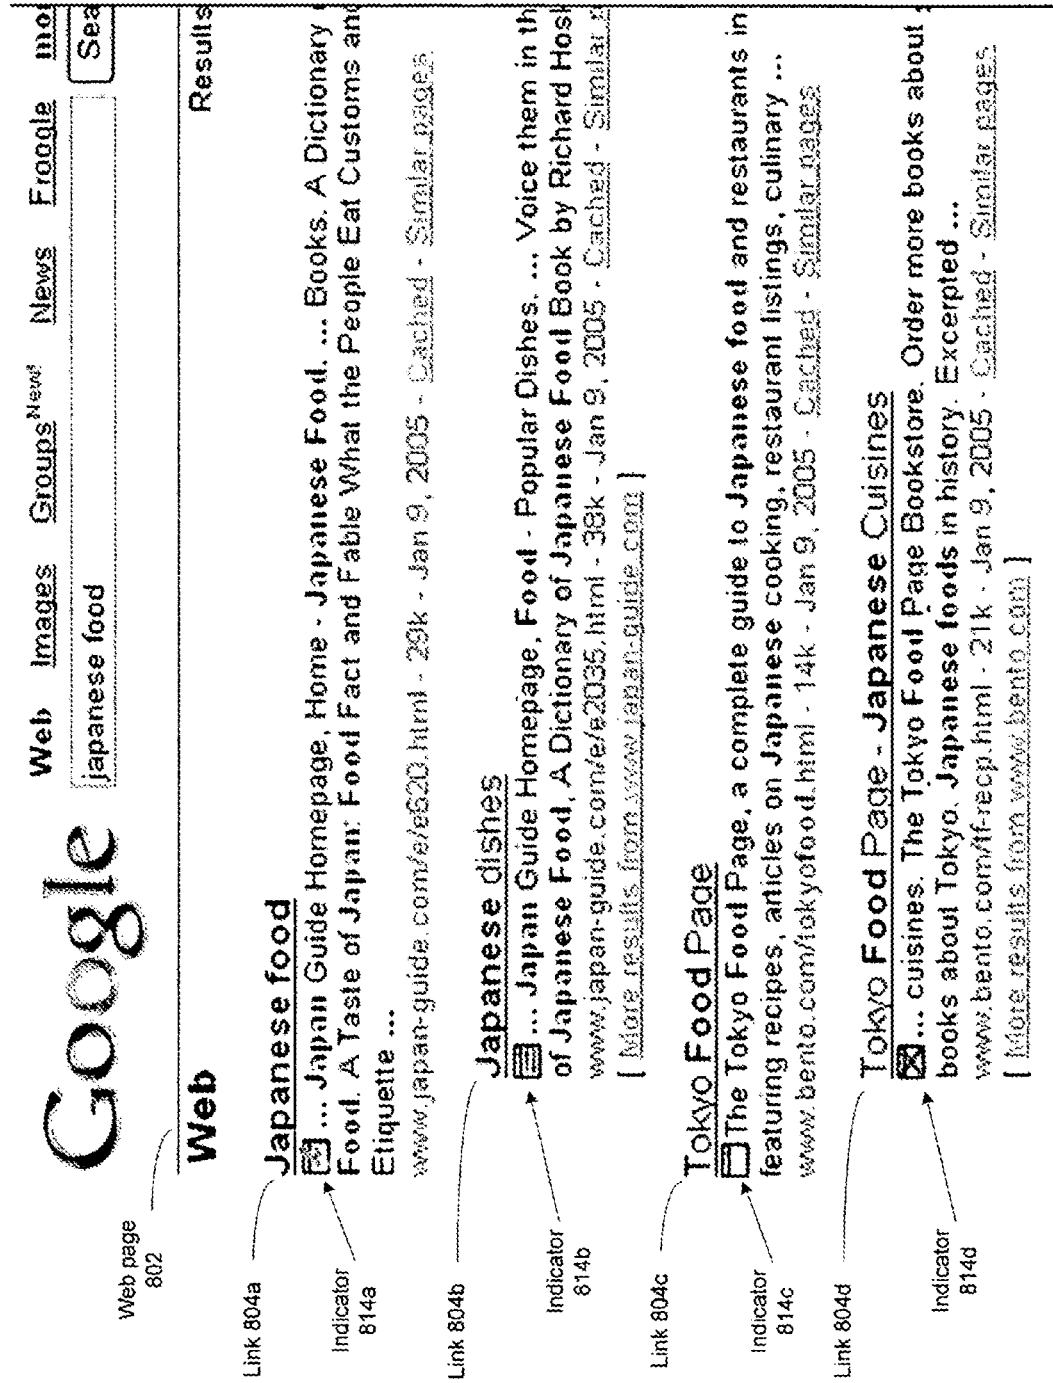 Google
Web Images Groups New! News Froogle
japanese food
Sea
Web page
802
Web
Results
Link 804a
Japanese food
Indicator
814a
... Japan Guide Homepage, Home - Japanese Food. ... Books. A Dictionary
Food. A Taste of Japan: Food Fact and Fable What the People Eat Customs and
Etiquette ...
www.japan-guide.com/e/e620.html - 29k - Jan 9, 2005 - Cached - Similar pages
Link 804b
Japanese dishes
Indicator
814b
... Japan Guide Homepage, Food - Popular Dishes. ... Voice them in th
of Japanese Food, A Dictionary of Japanese Food Book by Richard Hosk
www.japan-guide.com/e/e2035.html - 38k - Jan 9, 2005 - Cached - Similar p
[ More results from www.japan-guide.com ]
Link 804c
Tokyo Food Page
Indicator
814c
The Tokyo Food Page, a complete guide to Japanese food and restaurants in
featuring recipes, articles on Japanese cooking, restaurant listings, culinary ...
www.bento.com/tokyofood.html - 14k - Jan 9, 2005 - Cached - Similar pages
Link 804d
Tokyo Food Page - Japanese Cuisines
Indicator
814d
... cuisines. The Tokyo Food Page Bookstore. Order more books about
books about Tokyo. Japanese foods in history. Excerpted ...
www.bento.com/tf-recp.html - 21k - Jan 9, 2005 - Cached - Similar pages
[ More results from www.bento.com ]